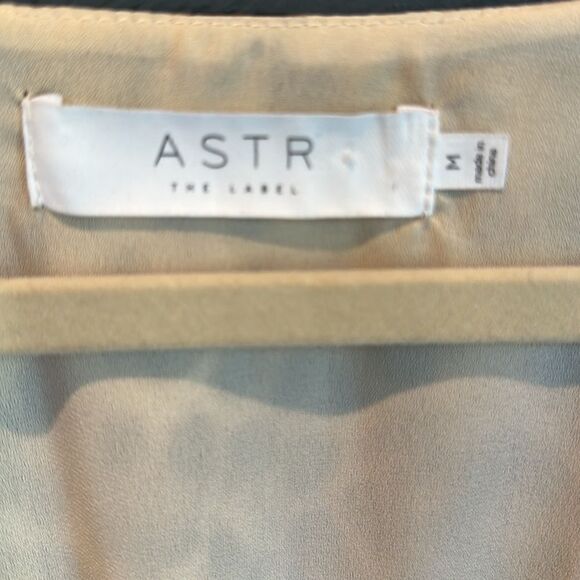 ASTR
THE LABEL
M
made in
china